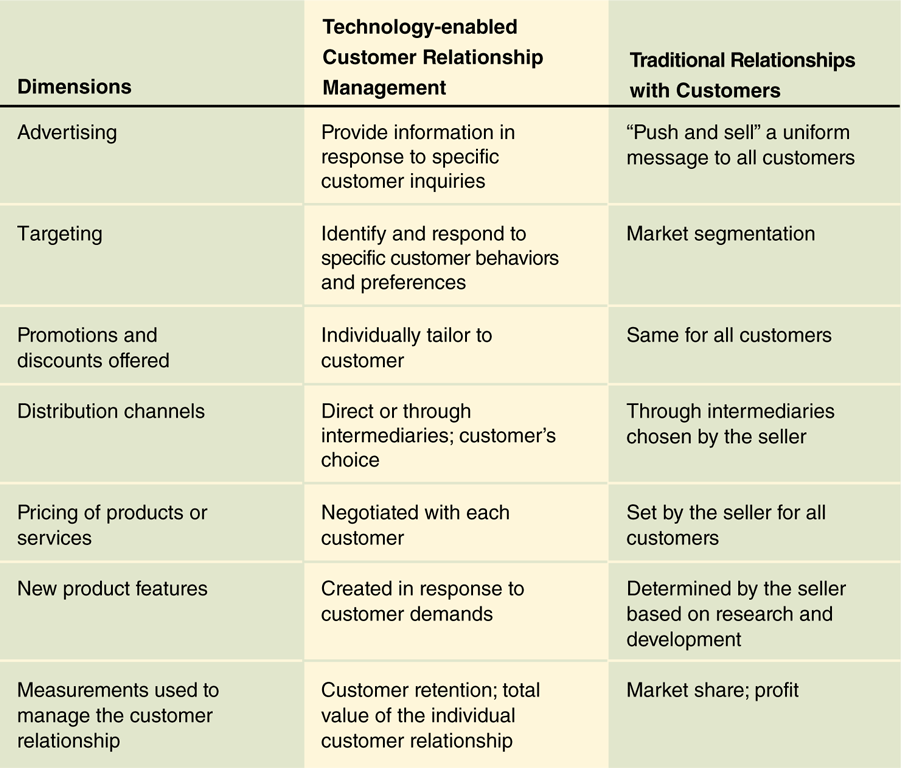 Dimensions
Technology-enabled
Customer Relationship
Management
Traditional Relationships
with Customers
Advertising
Provide information in
response to specific
customer inquiries
“Push and sell” a uniform
message to all customers
Targeting
Identify and respond to
specific customer behaviors
and preferences
Market segmentation
Promotions and
discounts offered
Individually tailor to
customer
Same for all customers
Distribution channels
Direct or through
intermediaries; customer’s
choice
Through intermediaries
chosen by the seller
Pricing of products or
services
Negotiated with each
customer
Set by the seller for all
customers
New product features
Created in response to
customer demands
Determined by the seller
based on research and
development
Measurements used to
manage the customer
relationship
Customer retention; total
value of the individual
customer relationship
Market share; profit